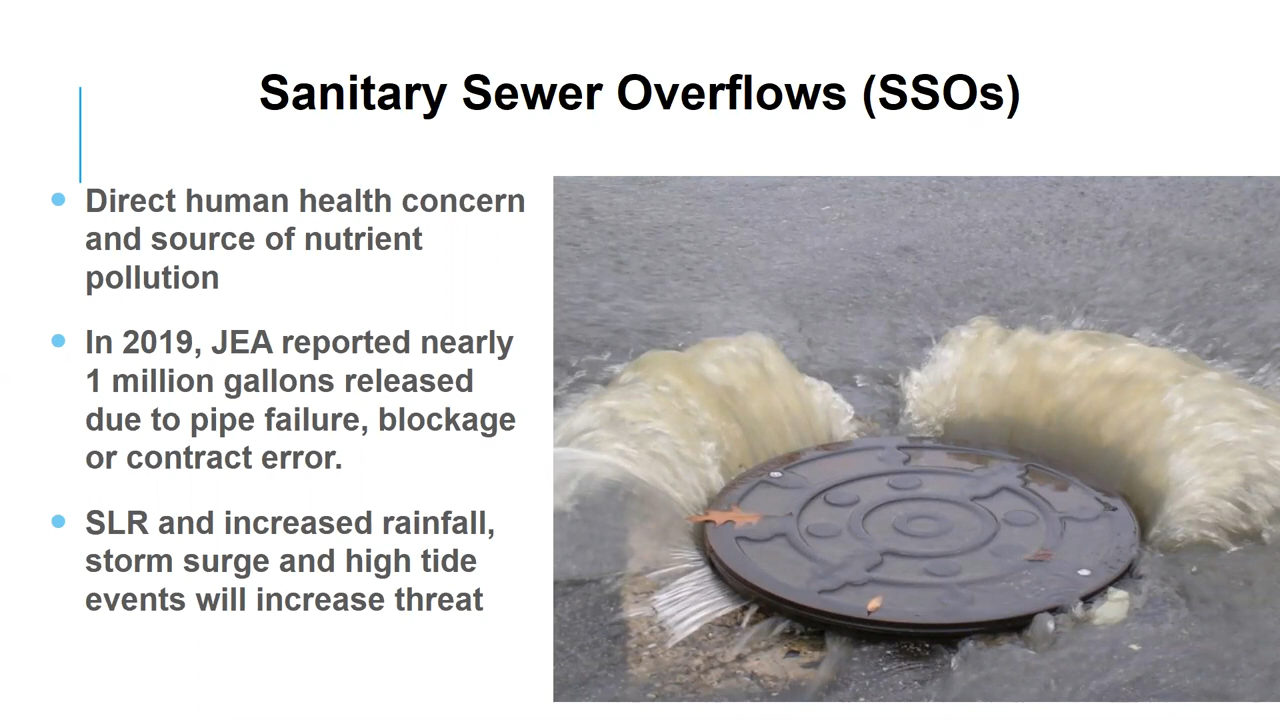 Sanitary Sewer Overflows (SSOs)
Direct human health concern
and source of nutrient
pollution
In 2019, JEA reported nearly
1 million gallons released
due to pipe failure, blockage
or contract error.
SLR and increased rainfall,
storm surge and high tide
events will increase threat